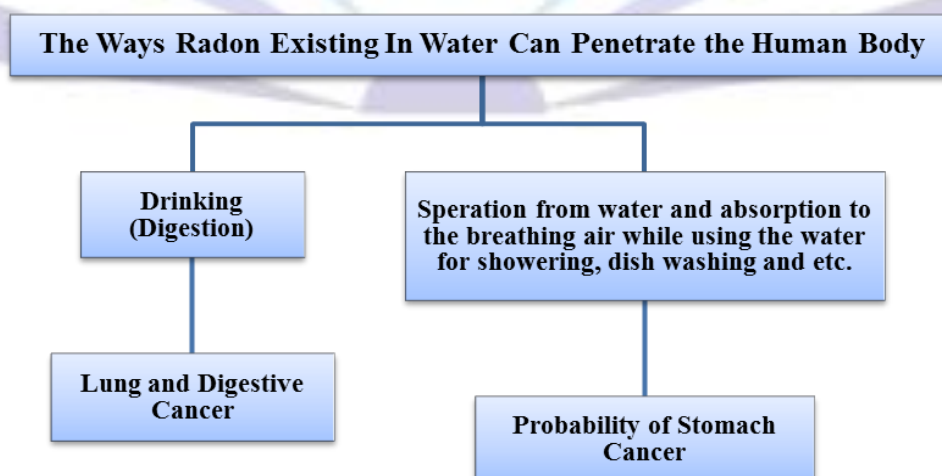 The Ways Radon Existing In Water Can Penetrate the Human Body
Drinking
(Digestion)
Speration from water and absorption to
the breathing air while using the water
for showering, dish washing and etc.
Lung and Digestive
Cancer
Probability of Stomach
Cancer